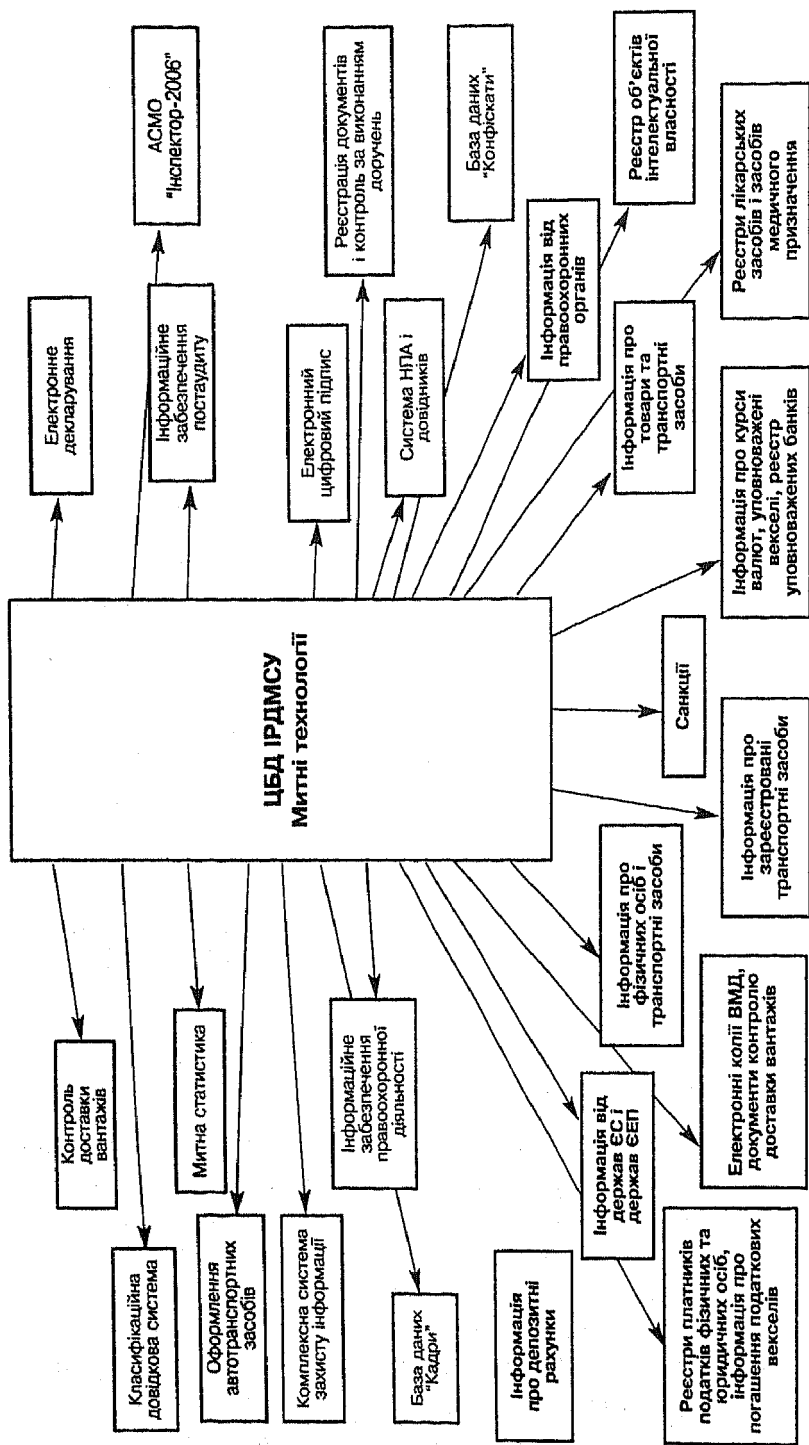 ЦБД ІРДМСУ
Митні технології
Контроль
доставки
вантажів
Класифікаційна
довідкова система
Митна статистика
Оформлення
автотранспортних
засобів
Комплексна система
захисту інформації
Інформаційне
забезпечення
правоохоронної
діяльності
База даних
"Кадри"
Інформація
про депозитні
рахунки
Інформація від
держав ЄС і
держав ЄЕП
Реєстри платників
податків фізичних та
юридичних осіб,
інформація про
погашення податкових
векселів
Інформація про
фізичних осіб і
транспортні засоби
Електронні копії ВМД,
документи контролю
доставки вантажів
Інформація про
зареєстровані
транспортні засоби
Санкції
Електронне
декларування
АСМО
"Інспектор-2006"
Інформаційне
забезпечення
постаудиту
Електронний
цифровий підпис
Реєстрація документів
і контроль за виконанням
доручень
Система НПА і
довідників
База даних
"Конфіскати"
Інформація від
правоохоронних
органів
Реєстр об'єктів
інтелектуальної
власності
Інформація про
товари та
транспортні
засоби
Реєстри лікарських
засобів і засобів
медичного
призначення
Інформація про курси
валют, уповноважені
векселі, реєстр
уповноважених банків